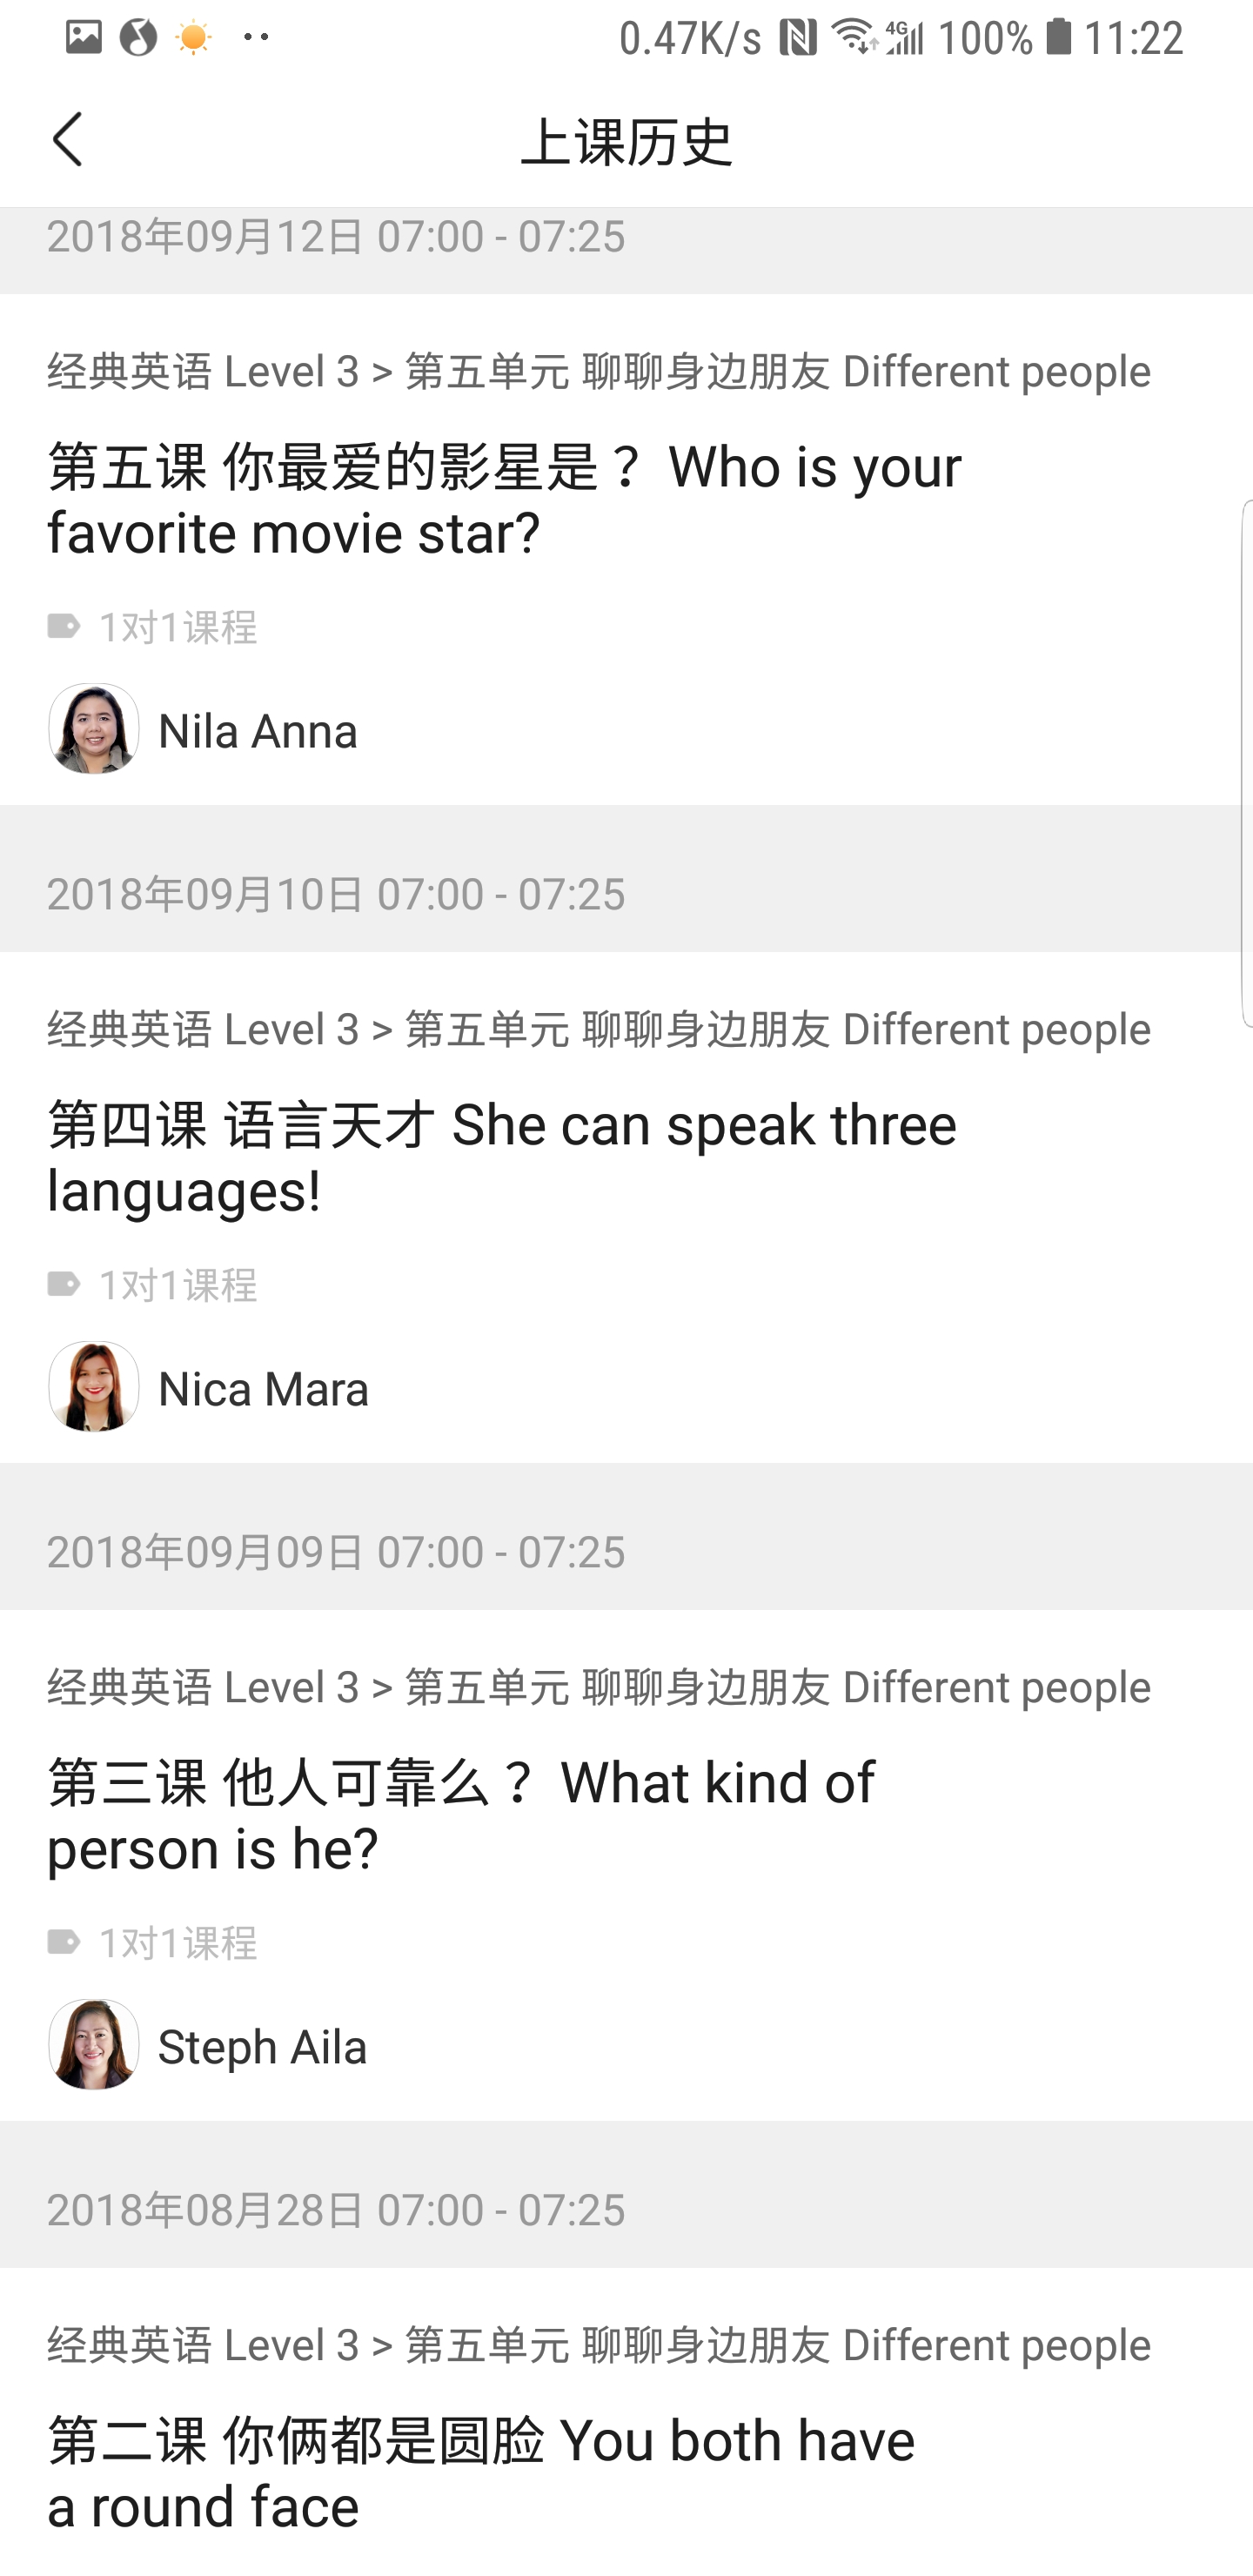 0.47K/s 4G 100% 11:22
上课历史
2018年09月12日 07:00 - 07:25
经典英语 Level 3 > 第五单元 聊聊身边朋友 Different people
第五课 你最爱的影星是？ Who is your
favorite movie star?
1对1课程
Nila Anna
2018年09月10日 07:00 - 07:25
经典英语 Level 3 > 第五单元 聊聊身边朋友 Different people
第四课 语言天才 She can speak three
languages!
1对1课程
Nica Mara
2018年09月09日 07:00 - 07:25
经典英语 Level 3 > 第五单元 聊聊身边朋友 Different people
第三课 他人可靠么？ What kind of
person is he?
1对1课程
Steph Aila
2018年08月28日 07:00 - 07:25
经典英语 Level 3 > 第五单元 聊聊身边朋友 Different people
第二课 你俩都是圆脸 You both have
a round face